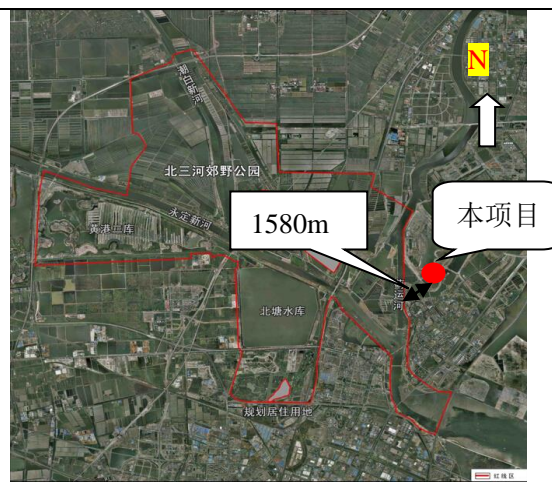 N
潮白新河
北三河郊野公园
本项目
1580m
永定新河
黄港二库
蓟运河
北塘水库
规划居住用地
红线区